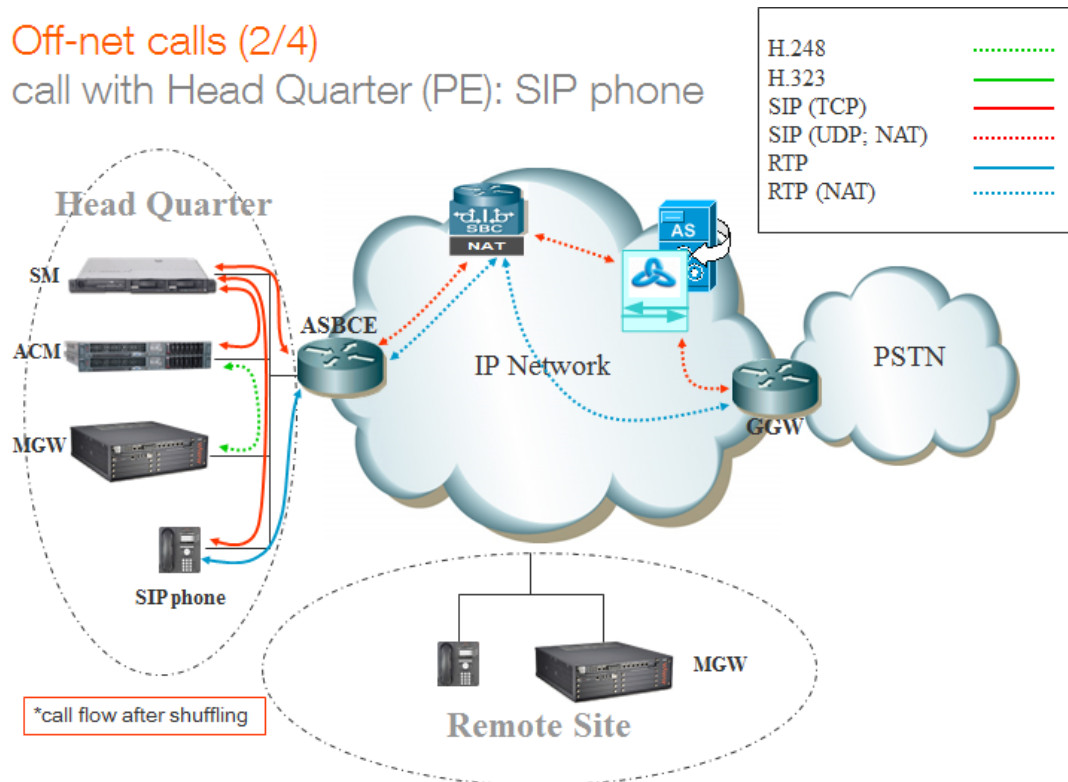 Off-net calls (2/4)
call with Head Quarter (PE): SIP phone
H.248
H.323
SIP (TCP)
SIP (UDP; NAT)
RTP
RTP (NAT)
Head Quarter
SM
ACM
MGW
SIP phone
ASBCE
SBC
NAT
AS
IP Network
GGW
PSTN
MGW
Remote Site
*call flow after shuffling